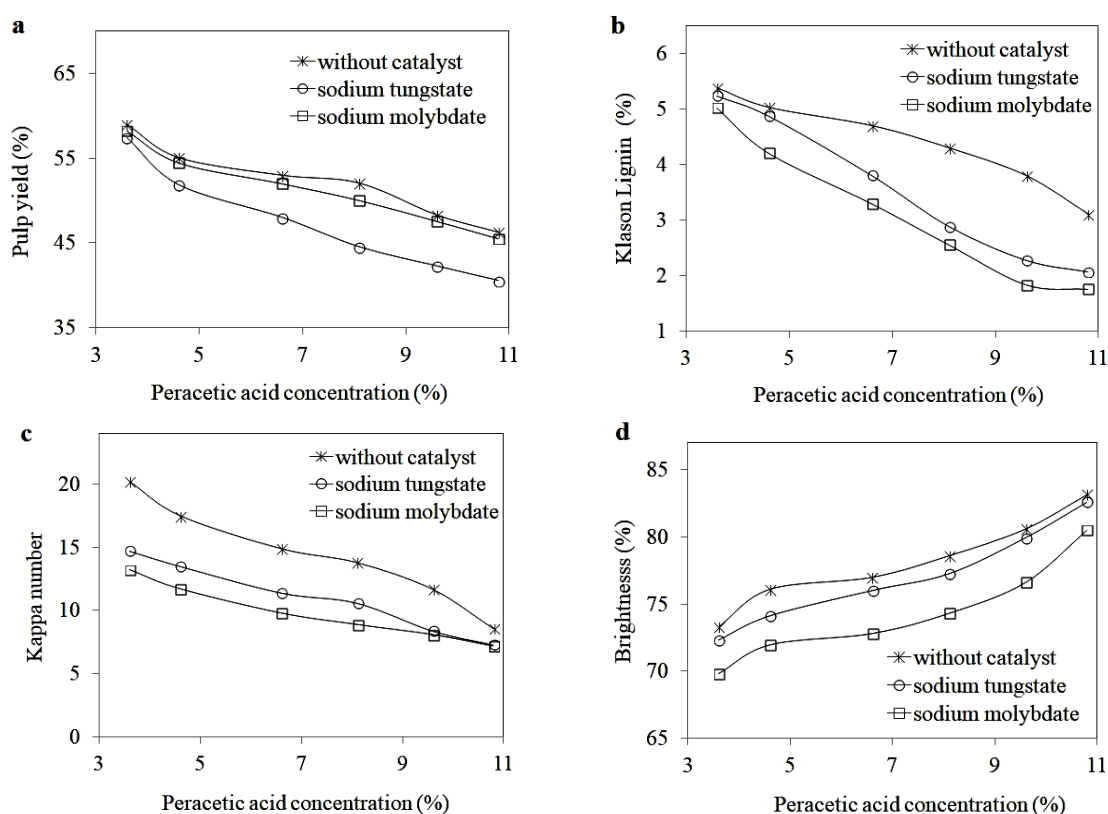 a
65
55
45
35
Pulp yield (%)
without catalyst
sodium tungstate
sodium molybdate
3 5 7 9 11
Peracetic acid concentration (%)
b
6
5
4
3
2
1
Klason Lignin (%)
without catalyst
sodium tungstate
sodium molybdate
3 5 7 9 11
Peracetic acid concentration (%)
c
20
15
10
5
0
Kappa number
without catalyst
sodium tungstate
sodium molybdate
3 5 7 9 11
Peracetic acid concentration (%)
d
85
80
75
70
65
Brightnesss (%)
without catalyst
sodium tungstate
sodium molybdate
3 5 7 9 11
Peracetic acid concentration (%)